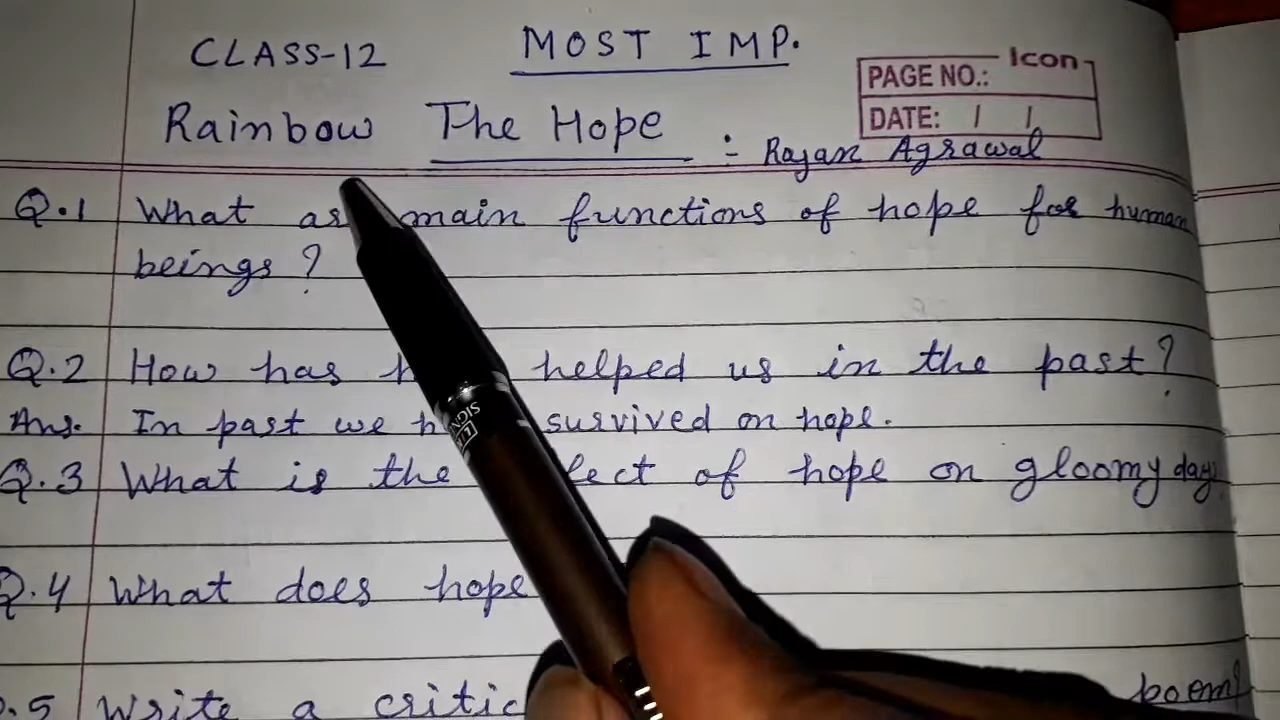 CLASS-12 MOST IMP.
Icon
PAGE NO.:
DATE: / /
Rainbow The Hope :- Rajan Agrawal
Q.1 What main functions of hope for human
beings ?
Q.2 How has helped us in the past?
Ans. In past we survived on hope.
Q.3 What is the of hope on gloomy day
Q.4 What does hope
.5 Write a poem?